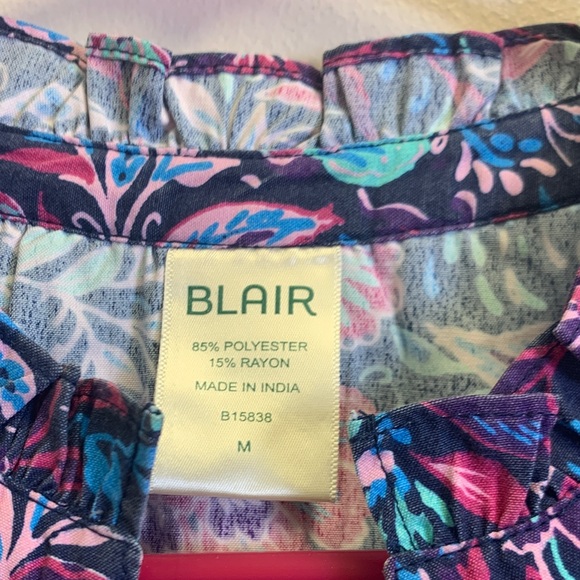 BLAIR
85% POLYESTER
15% RAYON
MADE IN INDIA
B15838
M